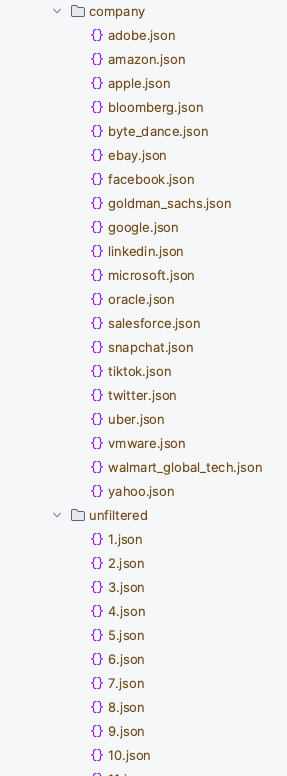 company
{} adobe.json
{} amazon.json
{} apple.json
{} bloomberg.json
{} byte_dance.json
{} ebay.json
{} facebook.json
{} goldman_sachs.json
{} google.json
{} linkedin.json
{} microsoft.json
{} oracle.json
{} salesforce.json
{} snapchat.json
{} tiktok.json
{} twitter.json
{} uber.json
{} vmware.json
{} walmart_global_tech.json
{} yahoo.json
unfiltered
{} 1.json
{} 2.json
{} 3.json
{} 4.json
{} 5.json
{} 6.json
{} 7.json
{} 8.json
{} 9.json
{} 10.json